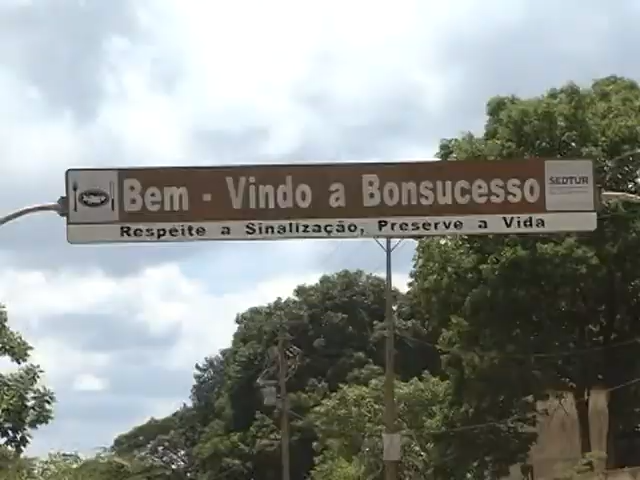 Bem - Vindo a Bonsucesso
SEDTUR
Respeite a Sinalização, Preserve a Vida